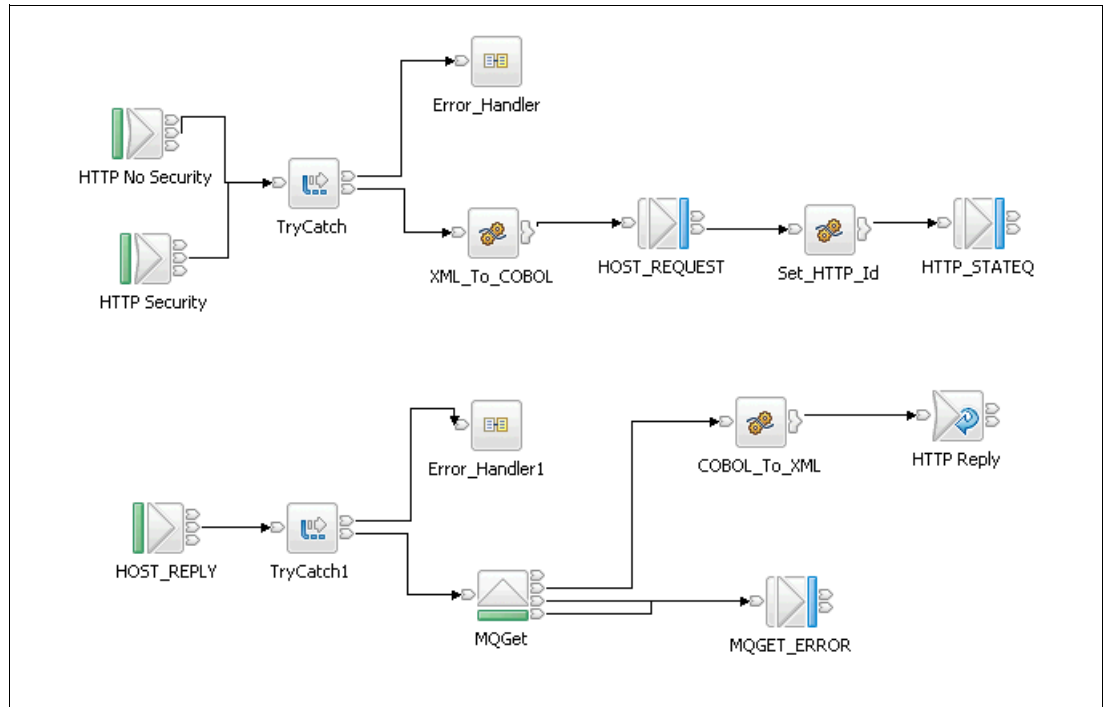 Error_Handler
HTTP No Security
TryCatch
XML_To_COBOL
HOST_REQUEST
Set_HTTP_Id
HTTP_STATEQ
HTTP Security
Error_Handler1
COBOL_To_XML
HTTP Reply
HOST_REPLY
TryCatch1
MQGet
MQGET_ERROR